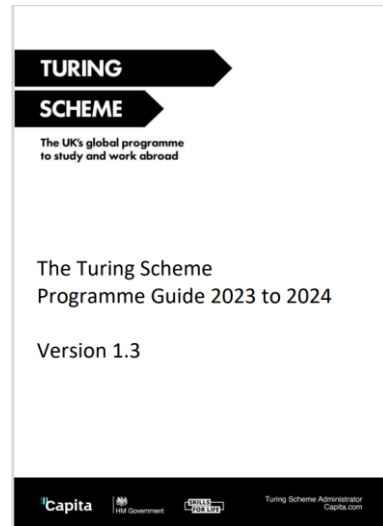 TURING
SCHEME
The UK's global programme
to study and work abroad
The Turing Scheme
Programme Guide 2023 to 2024
Version 1.3
Capita
HM Government
SKILLS
FOR LIFE
Turing Scheme Administrator
Capita.com